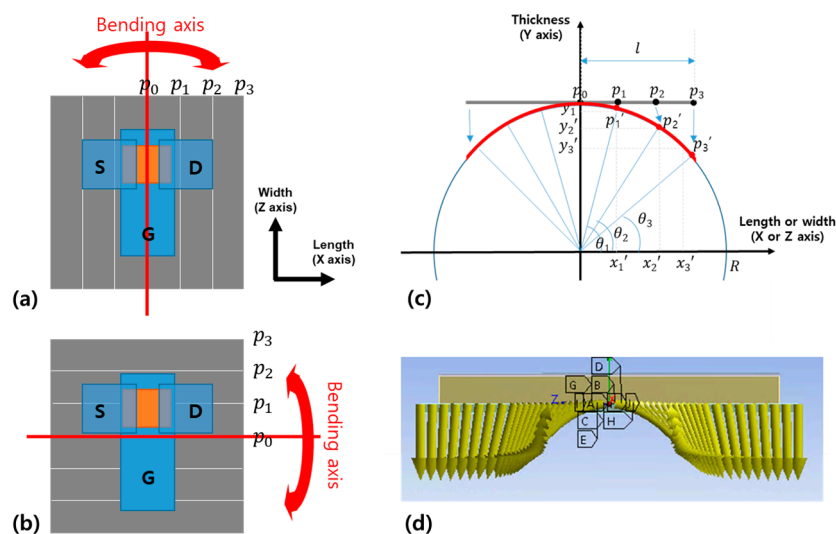 Bending axis
p₀ p₁ p₂ p₃
S
D
G
Width
(Z axis)
Length
(X axis)
(a)
p₃
p₂
p₁
p₀
S
D
G
Bending axis
(b)
Thickness
(Y axis)
l
p₀ p₁ p₂ p₃
y₁
y₂′
y₃′
p₁′
p₂′
p₃′
θ₁
θ₂
θ₃
Length or width
(X or Z axis)
x₁′ x₂′ x₃′ R
(c)
D
G B
Z A
C H
E
(d)